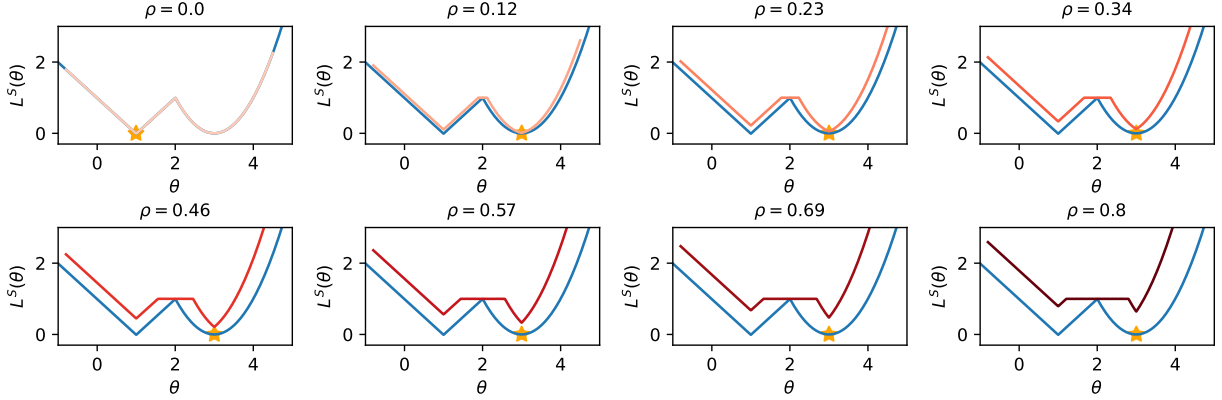 ρ = 0.0
ρ = 0.12
ρ = 0.23
ρ = 0.34
L^S(θ)
2
0
0 2 4
θ
L^S(θ)
2
0
0 2 4
θ
L^S(θ)
2
0
0 2 4
θ
L^S(θ)
2
0
0 2 4
θ
ρ = 0.46
ρ = 0.57
ρ = 0.69
ρ = 0.8
L^S(θ)
2
0
0 2 4
θ
L^S(θ)
2
0
0 2 4
θ
L^S(θ)
2
0
0 2 4
θ
L^S(θ)
2
0
0 2 4
θ